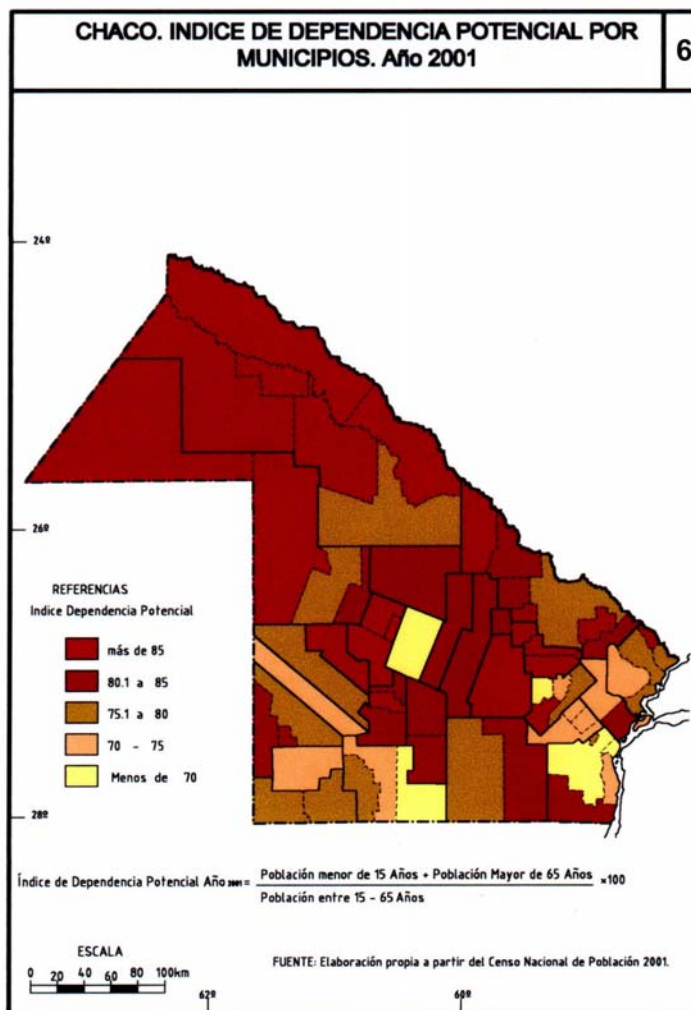 CHACO. INDICE DE DEPENDENCIA POTENCIAL POR
MUNICIPIOS. Año 2001
6
24º
26º
REFERENCIAS
Indice Dependencia Potencial
más de 85
80.1 a 85
75.1 a 80
70 - 75
Menos de 70
28º
Índice de Dependencia Potencial Año 2001 = Población menor de 15 Años + Población Mayor de 65 Años x100
Población entre 15 - 65 Años
ESCALA
0 20 40 60 80 100km
FUENTE: Elaboración propia a partir del Censo Nacional de Población 2001.
62º 60º